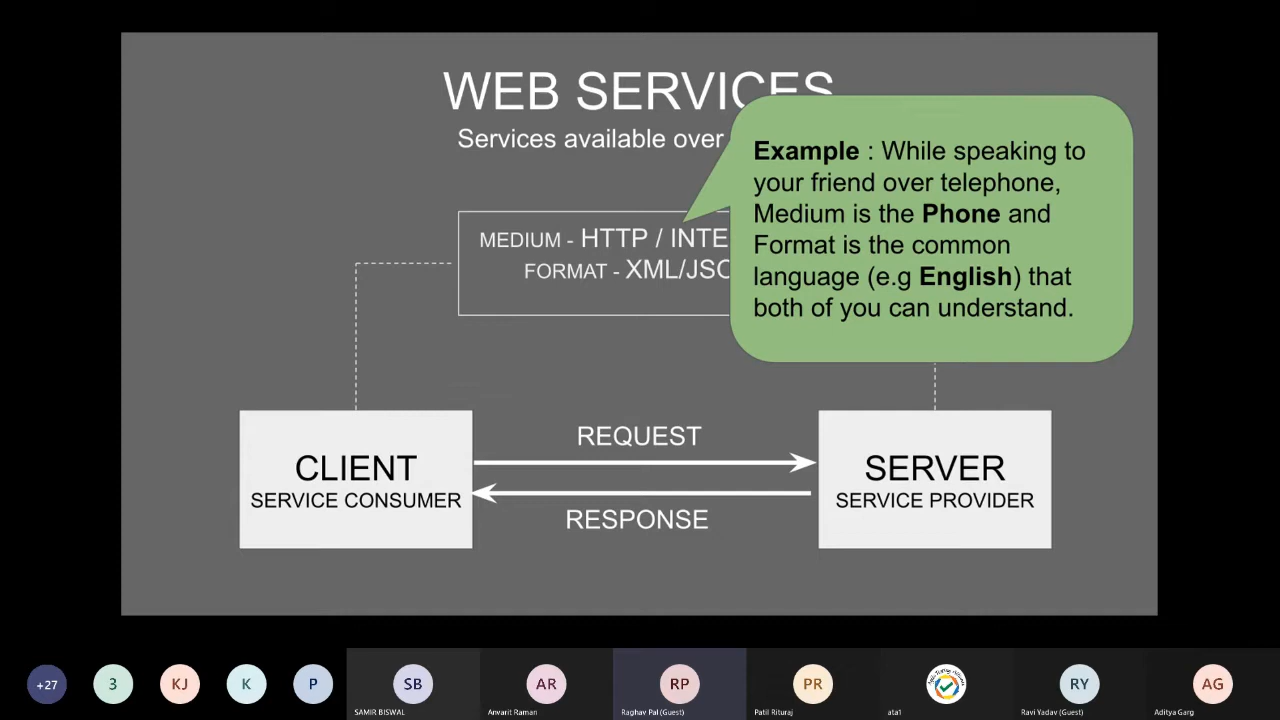 WEB SERVICES
Services available over
Example : While speaking to
your friend over telephone,
Medium is the Phone and
Format is the common
language (e.g English) that
both of you can understand.
MEDIUM - HTTP / INTE
FORMAT - XML/JSO
REQUEST
CLIENT
SERVICE CONSUMER
SERVER
SERVICE PROVIDER
RESPONSE
+27
3
KJ
K
P
SB
AR
RP
PR
RY
AG
SAMIR BISWAL
Anvarit Raman
Raghav Pal (Guest)
Patil Rituraj
ata1
Ravi Yadav (Guest)
Aditya Garg